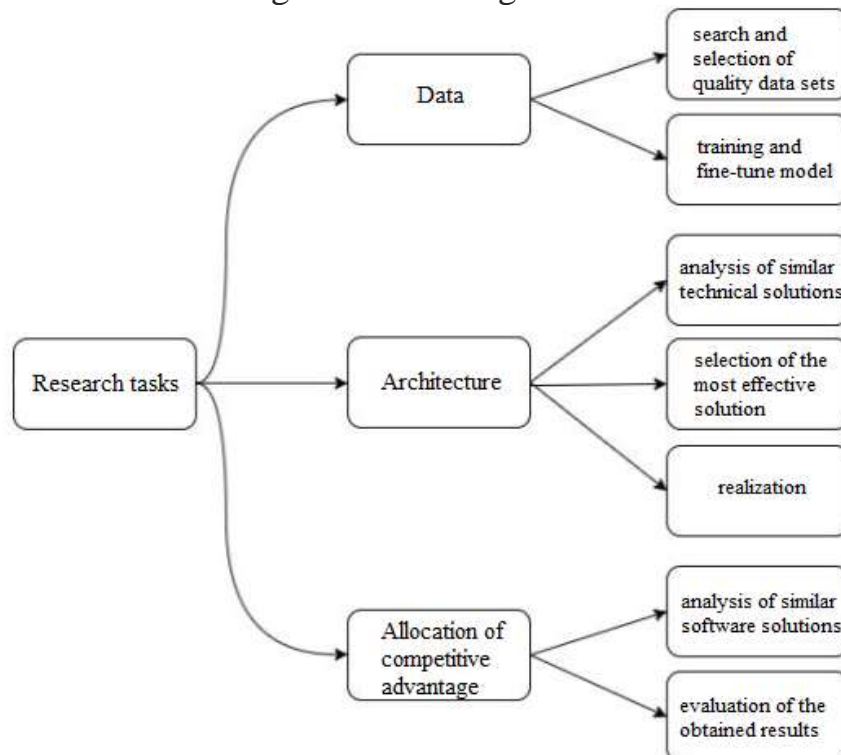 Research tasks
Data
search and
selection of
quality data sets
training and
fine-tune model
Architecture
analysis of similar
technical solutions
selection of the
most effective
solution
realization
Allocation of
competitive
advantage
analysis of similar
software solutions
evaluation of the
obtained results